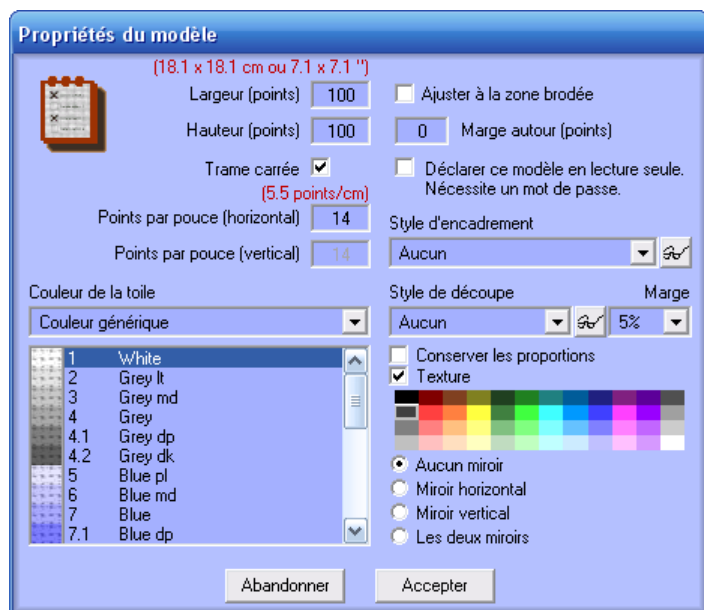 Propriétés du modèle
(18.1 x 18.1 cm ou 7.1 x 7.1 ")
Largeur (points) 100
Ajuster à la zone brodée
Hauteur (points) 100
0 Marge autour (points)
Trame carrée
Déclarer ce modèle en lecture seule.
Nécessite un mot de passe.
(5.5 points/cm)
Points par pouce (horizontal) 14
Points par pouce (vertical) 14
Style d'encadrement
Aucun
Couleur de la toile
Couleur générique
Style de découpe Marge
Aucun 5%
1 White
2 Grey lt
3 Grey md
4 Grey
4.1 Grey dp
4.2 Grey dk
5 Blue pl
6 Blue md
7 Blue
7.1 Blue dp
Conserver les proportions
Texture
Aucun miroir
Miroir horizontal
Miroir vertical
Les deux miroirs
Abandonner Accepter